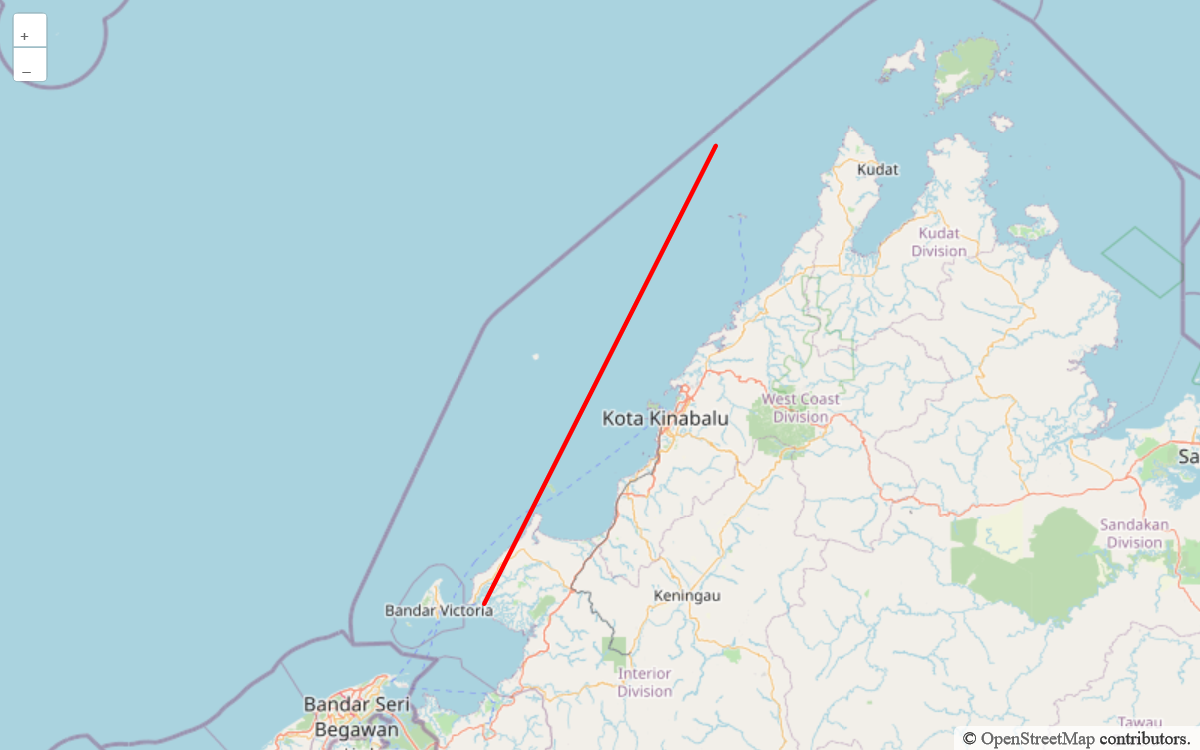 +
–
Kudat
Kudat
Division
West Coast
Division
Kota Kinabalu
Sa
Sandakan
Division
Keningau
Bandar Victoria
Interior
Division
Bandar Seri
Begawan
Tawau
© OpenStreetMap contributors.